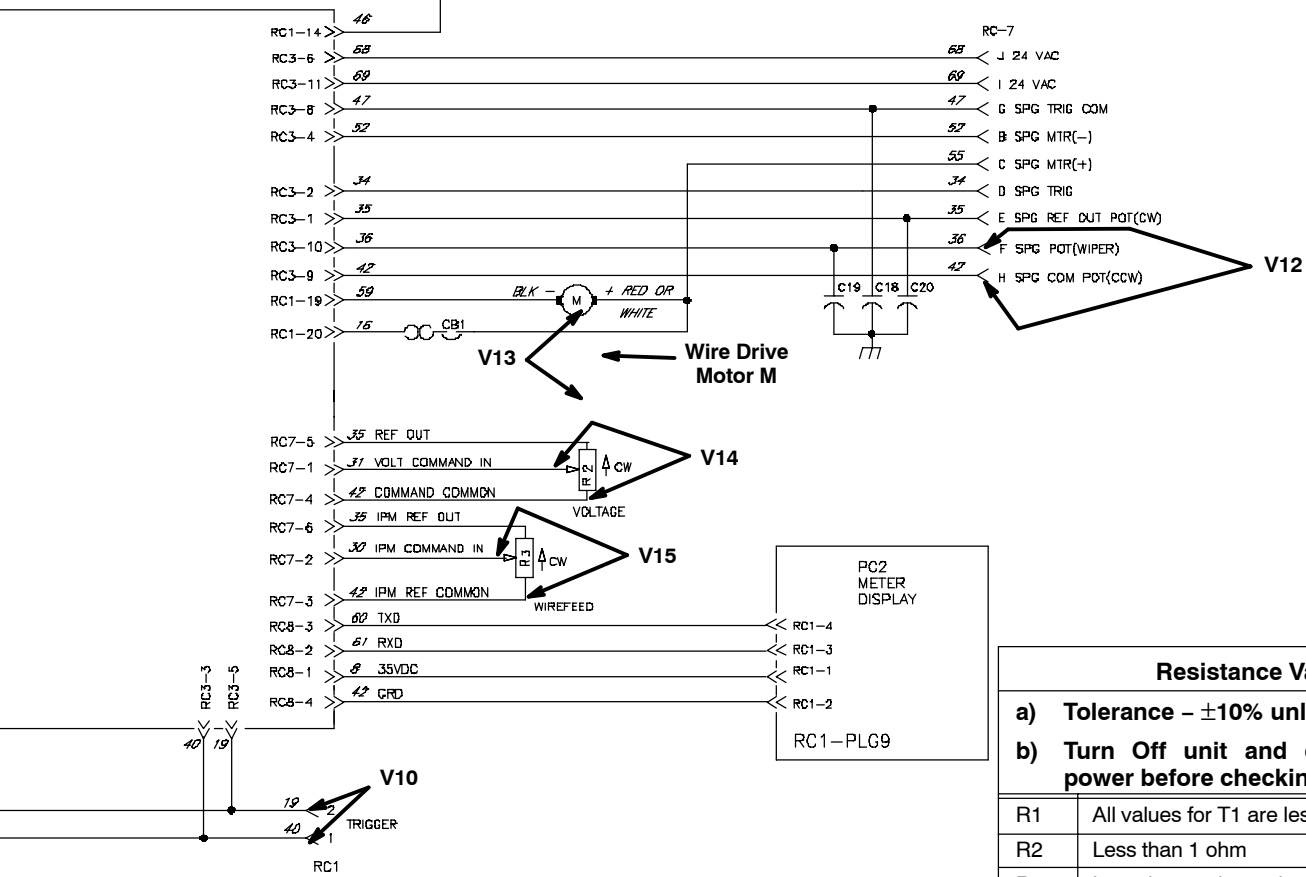 RC1-14 46
RC-7
RC3-6 68 68 J 24 VAC
RC3-11 69 69 I 24 VAC
RC3-8 47 47 G SPG TRIG COM
RC3-4 52 52 B SPG MTR(-)
55 C SPG MTR(+)
RC3-2 34 34 D SPG TRIG
RC3-1 35 35 E SPG REF OUT POT(CW)
RC3-10 36 36 F SPG POT(WIPER)
V12
RC3-9 42 42 H SPG COM POT(CCW)
C19 C18 C20
RC1-19 59 BLK - M + RED OR
WHITE
RC1-20 16 CB1
V13
Wire Drive
Motor M
RC7-5 35 REF OUT
RC7-1 31 VOLT COMMAND IN R2 CW
V14
RC7-4 42 COMMAND COMMON
VOLTAGE
RC7-6 35 IPM REF OUT
RC7-2 30 IPM COMMAND IN R3 CW
V15
RC7-3 42 IPM REF COMMON
WIREFEED
RC8-3 60 TXD RC1-4
RC8-2 61 RXD RC1-3
RC8-1 8 35VDC RC1-1
RC8-4 42 GRD RC1-2
PC2
METER
DISPLAY
RC1-PLG9
RC3-3 RC3-5
40 19
V10
19 2
TRIGGER
40 1
RC1
Resistance
a) Tolerance – ±10%
b) Turn Off unit and
power before
R1 All values for T1 are
R2 Less than 1 ohm